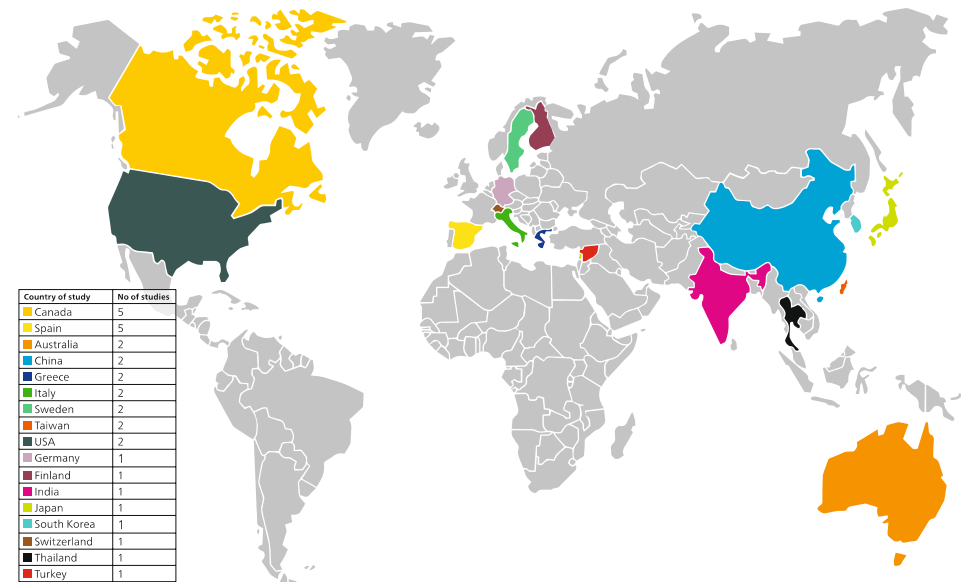 Country of study No of studies
Canada 5
Spain 5
Australia 2
China 2
Greece 2
Italy 2
Sweden 2
Taiwan 2
USA 2
Germany 1
Finland 1
India 1
Japan 1
South Korea 1
Switzerland 1
Thailand 1
Turkey 1